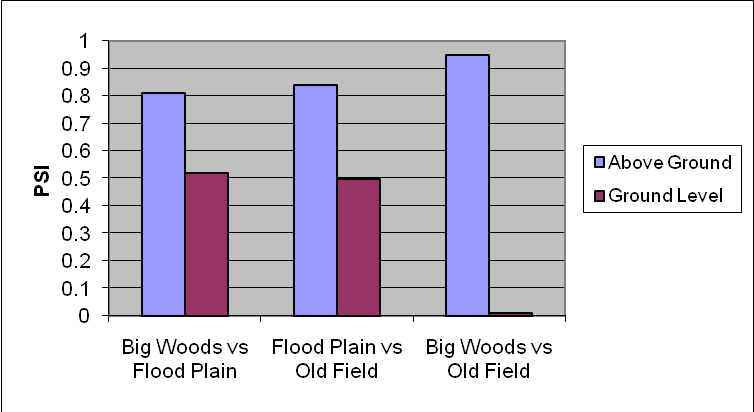 1
0.9
0.8
0.7
0.6
0.5
0.4
0.3
0.2
0.1
0
PSI
Big Woods vs
Flood Plain
Flood Plain vs
Old Field
Big Woods vs
Old Field
Above Ground
Ground Level